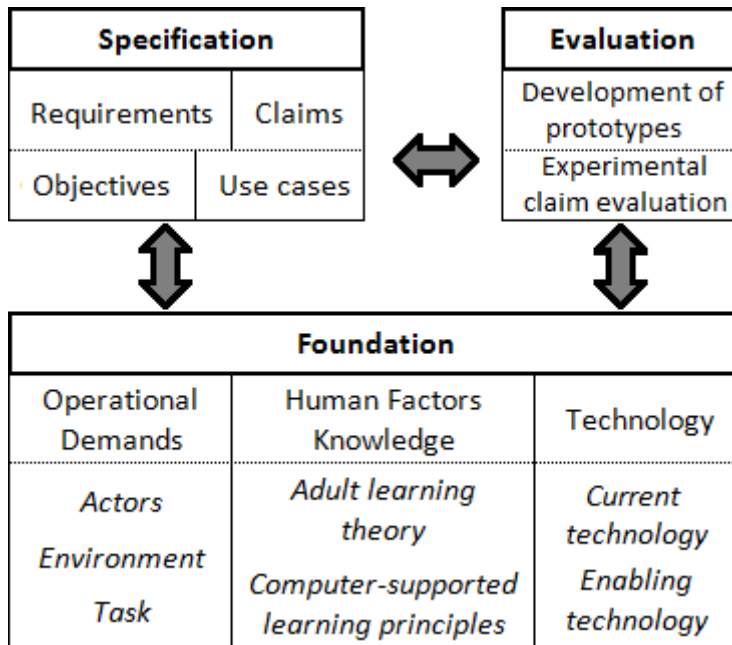 Specification
Evaluation
Requirements
Claims
Development of
prototypes
Objectives
Use cases
Experimental
claim evaluation
Foundation
Operational
Demands
Human Factors
Knowledge
Technology
Actors
Environment
Task
Adult learning
theory
Computer-supported
learning principles
Current
technology
Enabling
technology